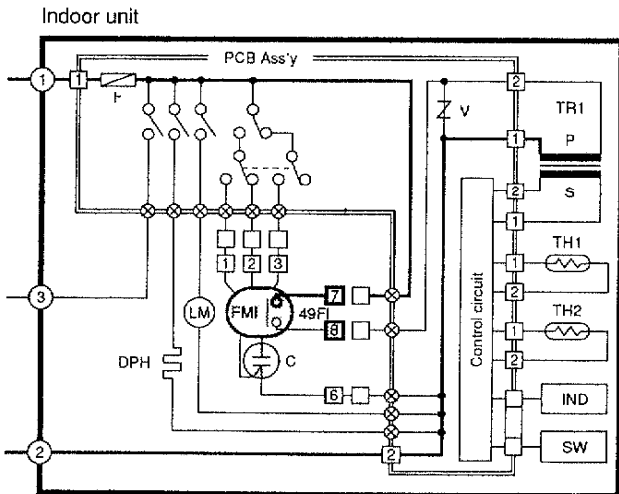 Indoor unit
PCB Ass'y
1
1
F
2
V
TR1
1
P
2
S
1
1 2 3
1
TH1
2
3
7
FMI
49FI
LM
8
1
TH2
2
DPH
C
Control circuit
6
IND
2
2
SW